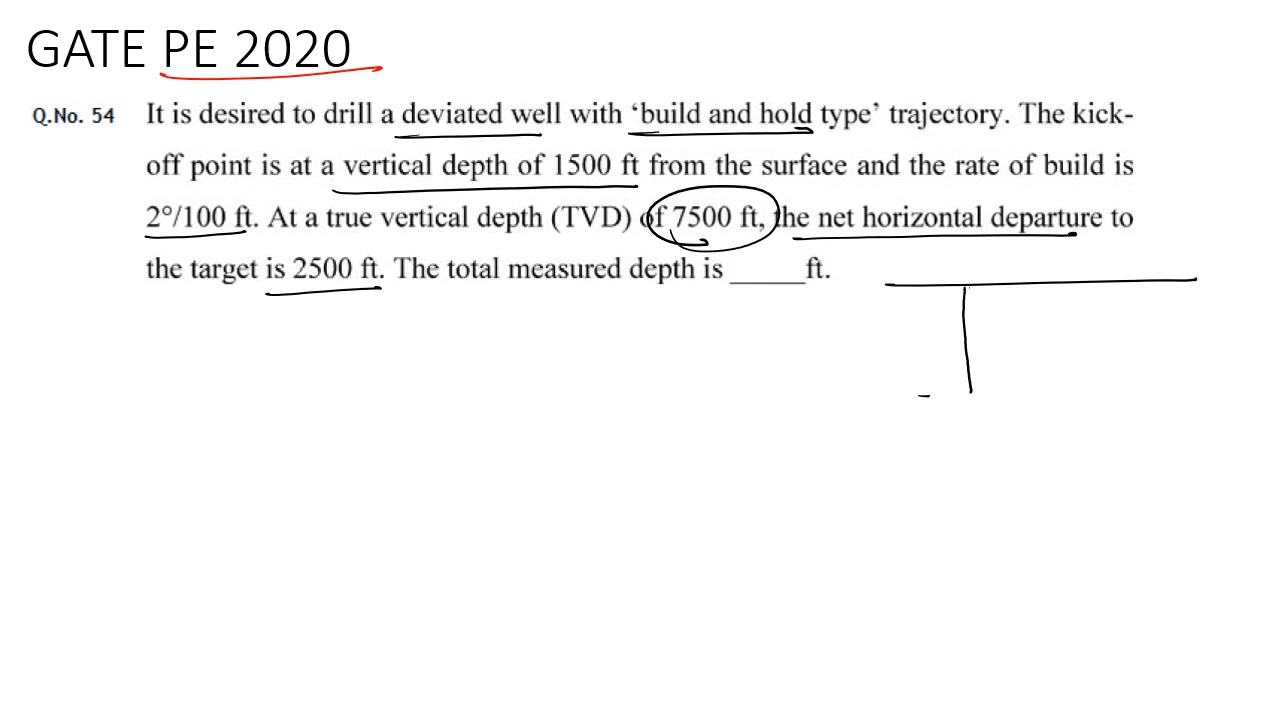 GATE PE 2020
Q.No. 54 It is desired to drill a deviated well with ‘build and hold type’ trajectory. The kick-
off point is at a vertical depth of 1500 ft from the surface and the rate of build is
2°/100 ft. At a true vertical depth (TVD) of 7500 ft, the net horizontal departure to
the target is 2500 ft. The total measured depth is _____ft.